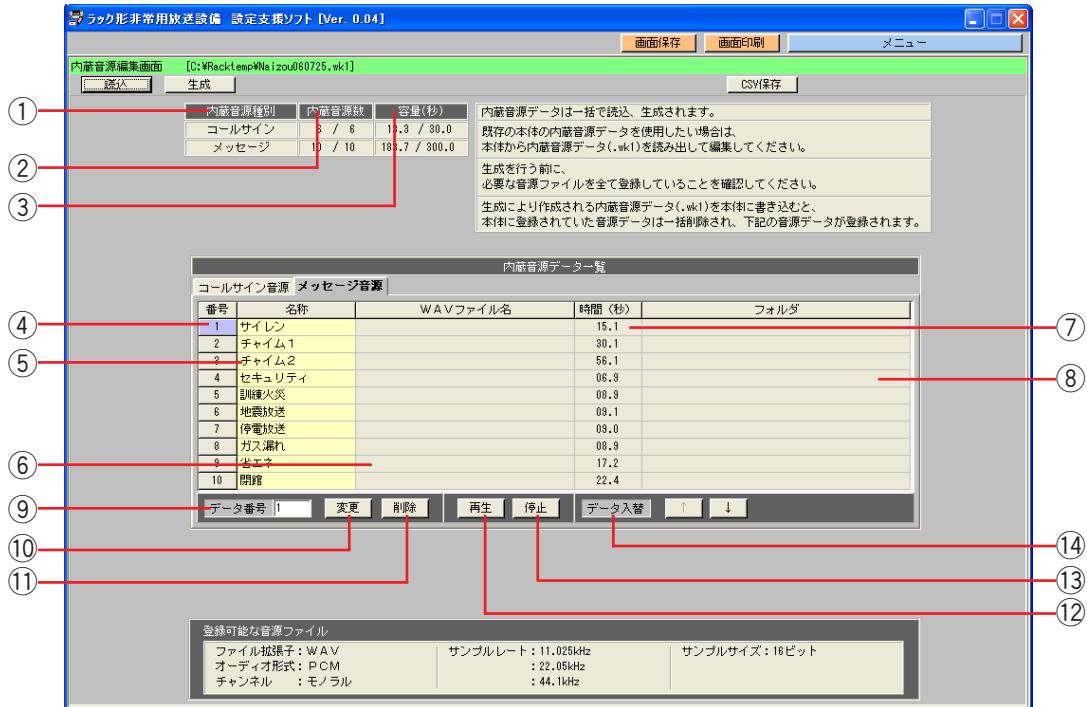 ラック形非常用放送設備 設定支援ソフト [Ver. 0.04]
画面保存 画面印刷 メニュー
内蔵音源編集画面 [C:¥Racktemp¥Naizou060725.wk1]
読込 生成 CSV保存
① 内蔵音源種別 内蔵音源数 容量(秒)
コールサイン / 6 / 30.0
メッセージ 10 / 10 / 300.0
②
③
内蔵音源データは一括で読込、生成されます。
既存の本体の内蔵音源データを使用したい場合は、
本体から内蔵音源データ(.wk1)を読み出して編集してください。
生成を行う前に、
必要な音源ファイルを全て登録していることを確認してください。
生成により作成される内蔵音源データ(.wk1)を本体に書き込むと、
本体に登録されていた音源データは一括削除され、下記の音源データが登録されます。
内蔵音源データ一覧
コールサイン音源 メッセージ音源
番号 名称 WAVファイル名 時間(秒) フォルダ
④ 1 サイレン 15.1 ⑦
2 チャイム1 30.1
⑤ 3 チャイム2 56.1
4 セキュリティ 06.9 ⑧
5 訓練火災 08.9
6 地震放送 09.1
7 停電放送 09.0
8 ガス漏れ 08.9
⑥ 9 省エネ 17.2
10 閉館 22.4
⑨ データ番号 1 変更 削除 再生 停止 データ入替 ↑ ↓
⑩ ⑭
⑪ ⑬
⑫
登録可能な音源ファイル
ファイル拡張子:WAV サンプルレート:11.025kHz サンプルサイズ:16ビット
オーディオ形式:PCM :22.05kHz
チャンネル :モノラル :44.1kHz